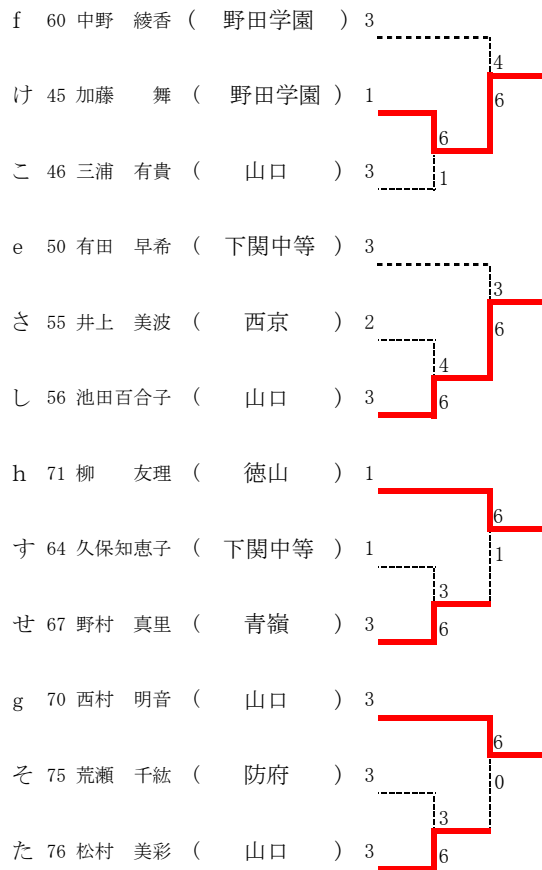 f 60 中野 綾香 ( 野田学園 ) 3
4
け 45 加藤 舞 ( 野田学園 ) 1
6
6
こ 46 三浦 有貴 ( 山口 ) 3
1
e 50 有田 早希 ( 下関中等 ) 3
3
さ 55 井上 美波 ( 西京 ) 2
6
4
し 56 池田百合子 ( 山口 ) 3
6
h 71 柳 友理 ( 徳山 ) 1
6
す 64 久保知恵子 ( 下関中等 ) 1
1
3
せ 67 野村 真里 ( 青嶺 ) 3
6
g 70 西村 明音 ( 山口 ) 3
6
そ 75 荒瀬 千紘 ( 防府 ) 3
0
3
た 76 松村 美彩 ( 山口 ) 3
6